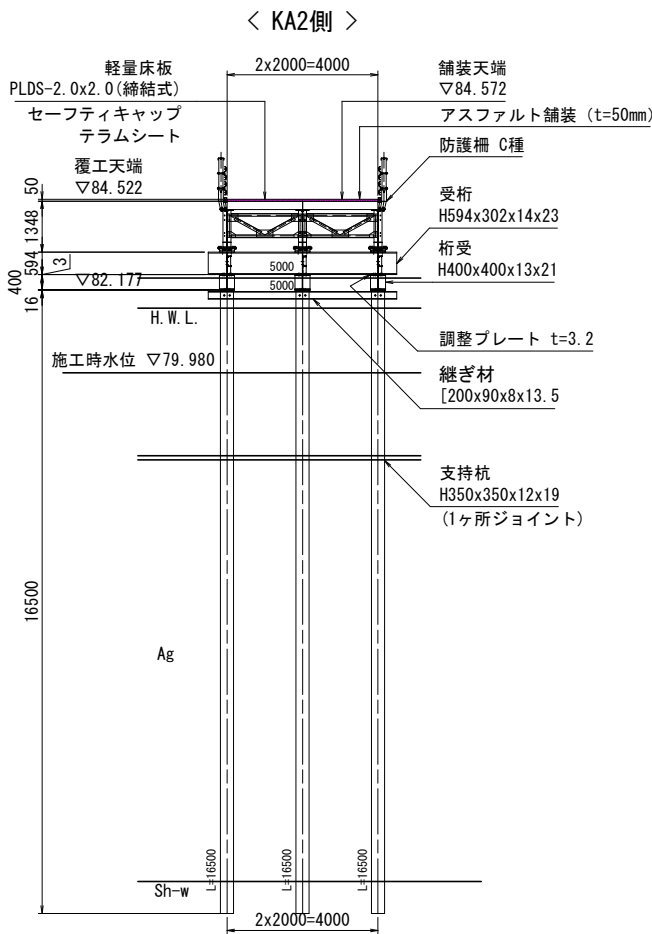 < KA2側 >
軽量床板
PLDS-2.0x2.0(締結式)
セーフティキャップ
テラムシート
覆工天端
▽84.522
2x2000=4000
舗装天端
▽84.572
アスファルト舗装 (t=50mm)
防護柵 C種
受桁
H594x302x14x23
桁受
H400x400x13x21
調整プレート t=3.2
継ぎ材
[200x90x8x13.5
支持杭
H350x350x12x19
(1ヶ所ジョイント)
50
1348
594
3
400
16
16500
5000
5000
▽82.177
H.W.L.
施工時水位 ▽79.980
Ag
Sh-w
L=16500
L=16500
L=16500
2x2000=4000